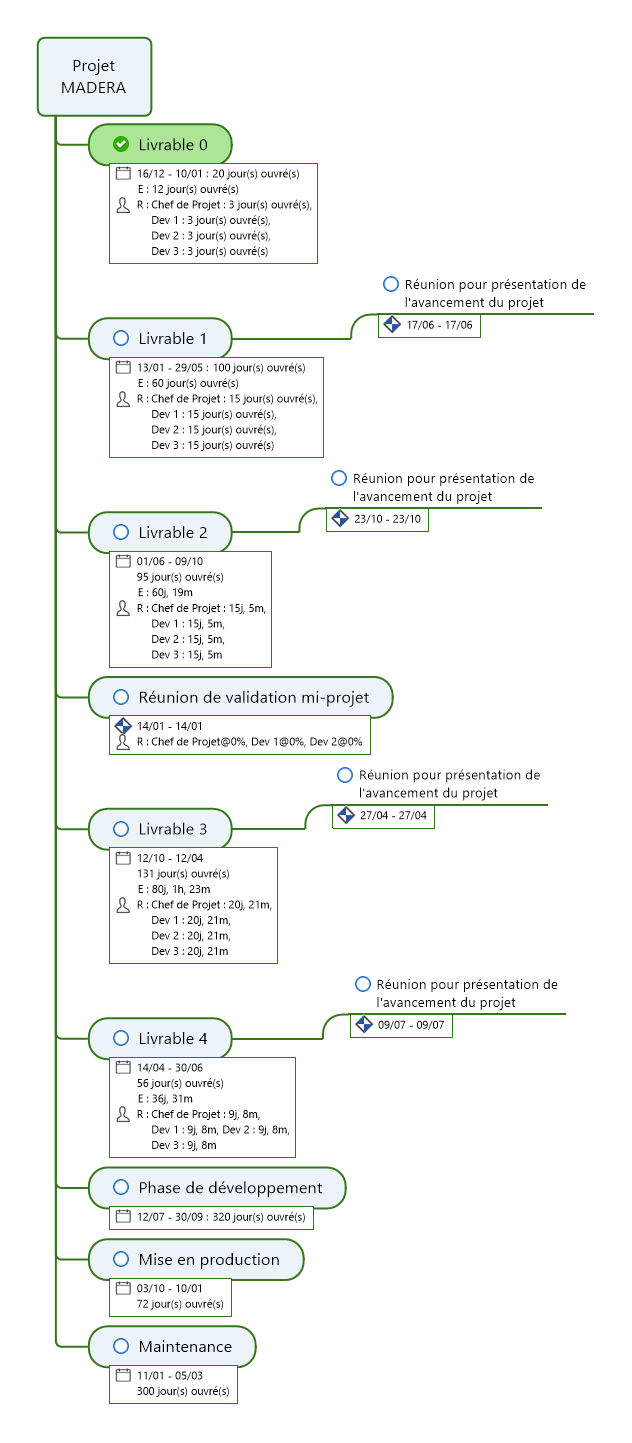 Projet
MADERA
Livrable 0
16/12 - 10/01 : 20 jour(s) ouvré(s)
E : 12 jour(s) ouvré(s)
R : Chef de Projet : 3 jour(s) ouvré(s),
Dev 1 : 3 jour(s) ouvré(s),
Dev 2 : 3 jour(s) ouvré(s),
Dev 3 : 3 jour(s) ouvré(s)
Réunion pour présentation de
l'avancement du projet
17/06 - 17/06
Livrable 1
13/01 - 29/05 : 100 jour(s) ouvré(s)
E : 60 jour(s) ouvré(s)
R : Chef de Projet : 15 jour(s) ouvré(s),
Dev 1 : 15 jour(s) ouvré(s),
Dev 2 : 15 jour(s) ouvré(s),
Dev 3 : 15 jour(s) ouvré(s)
Réunion pour présentation de
l'avancement du projet
23/10 - 23/10
Livrable 2
01/06 - 09/10
95 jour(s) ouvré(s)
E : 60j, 19m
R : Chef de Projet : 15j, 5m,
Dev 1 : 15j, 5m,
Dev 2 : 15j, 5m,
Dev 3 : 15j, 5m
Réunion de validation mi-projet
14/01 - 14/01
R : Chef de Projet@0%, Dev 1@0%, Dev 2@0%
Réunion pour présentation de
l'avancement du projet
27/04 - 27/04
Livrable 3
12/10 - 12/04
131 jour(s) ouvré(s)
E : 80j, 1h, 23m
R : Chef de Projet : 20j, 21m,
Dev 1 : 20j, 21m,
Dev 2 : 20j, 21m,
Dev 3 : 20j, 21m
Réunion pour présentation de
l'avancement du projet
09/07 - 09/07
Livrable 4
14/04 - 30/06
56 jour(s) ouvré(s)
E : 36j, 31m
R : Chef de Projet : 9j, 8m,
Dev 1 : 9j, 8m, Dev 2 : 9j, 8m,
Dev 3 : 9j, 8m
Phase de développement
12/07 - 30/09 : 320 jour(s) ouvré(s)
Mise en production
03/10 - 10/01
72 jour(s) ouvré(s)
Maintenance
11/01 - 05/03
300 jour(s) ouvré(s)